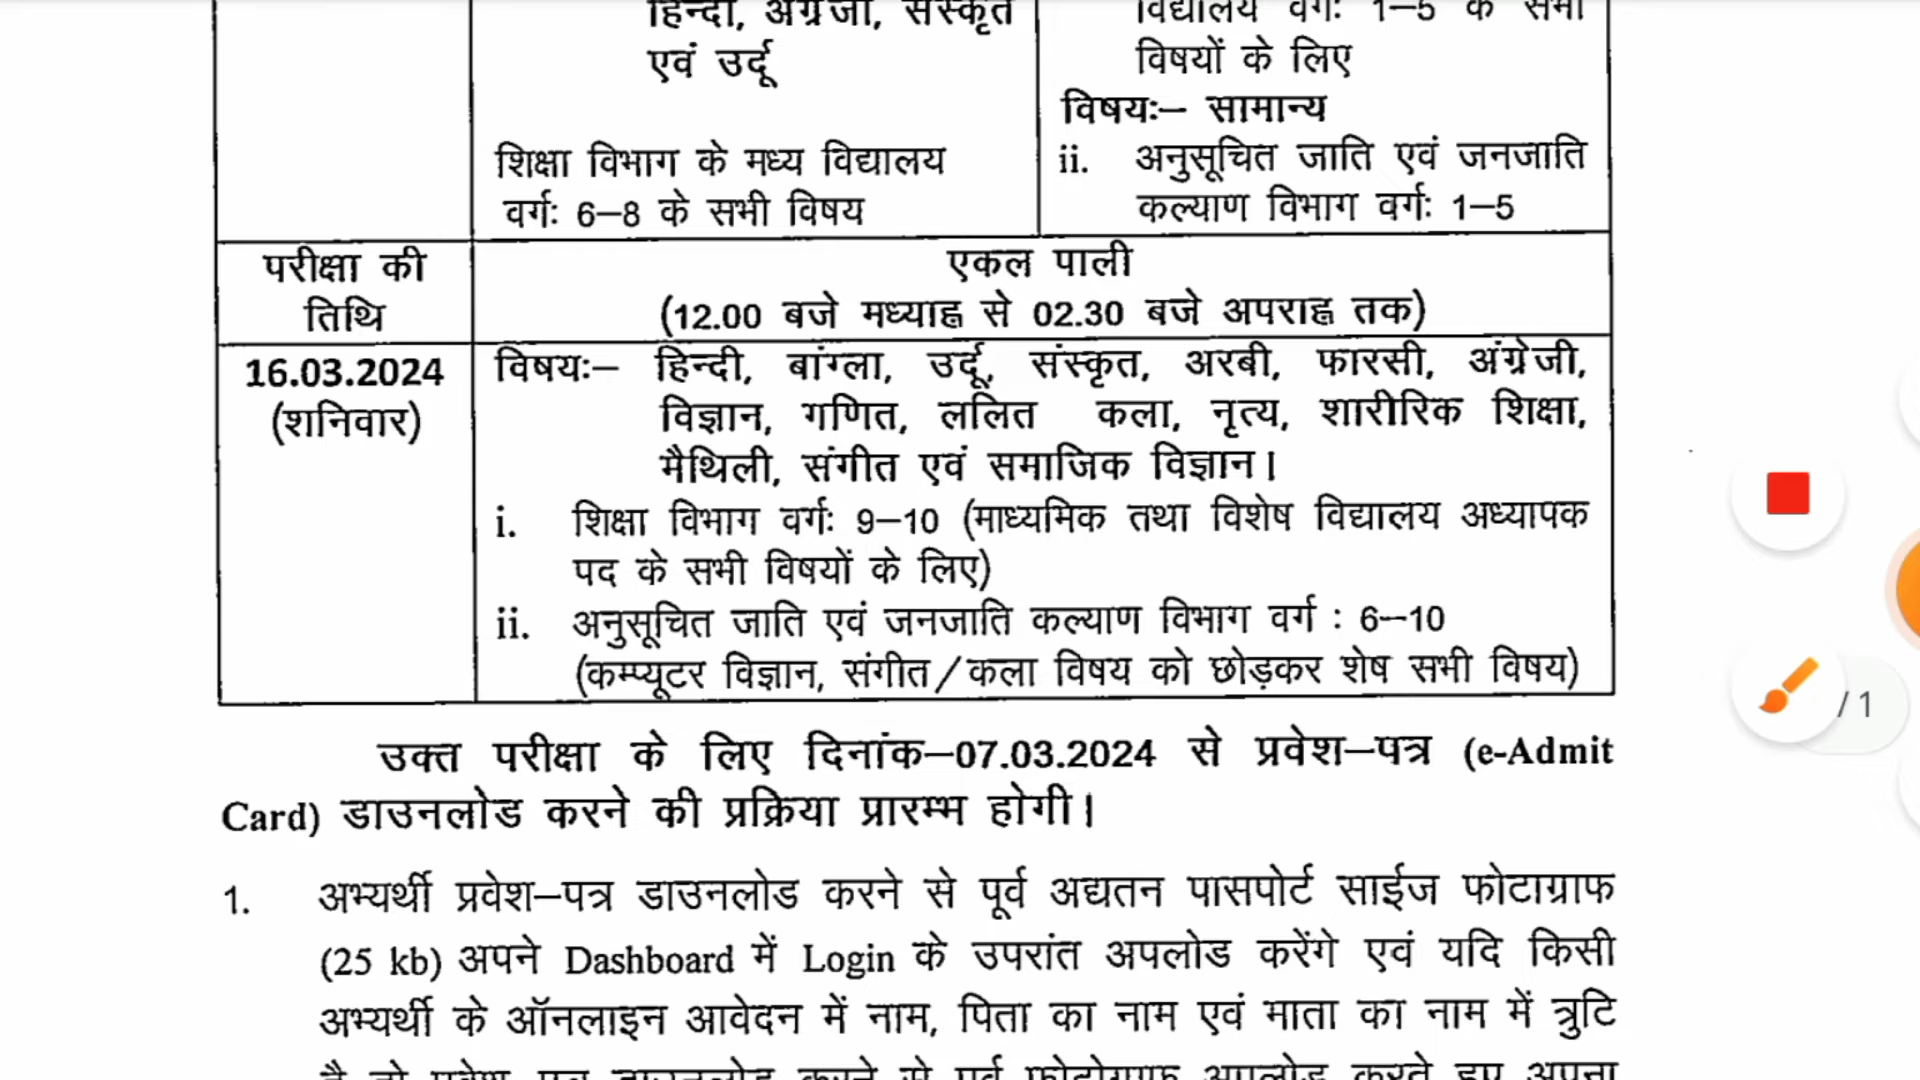 हिन्दी, अंग्रेजी, संस्कृत
एवं उर्दू
शिक्षा विभाग के मध्य विद्यालय
वर्गः 6–8 के सभी विषय
विद्यालय वर्गः 1–5 के सभी
विषयों के लिए
विषयः– सामान्य
ii. अनुसूचित जाति एवं जनजाति
कल्याण विभाग वर्गः 1–5
परीक्षा की
तिथि
एकल पाली
(12.00 बजे मध्याह्न से 02.30 बजे अपराह्न तक)
16.03.2024
(शनिवार)
विषयः– हिन्दी, बांग्ला, उर्दू, संस्कृत, अरबी, फारसी, अंग्रेजी,
विज्ञान, गणित, ललित कला, नृत्य, शारीरिक शिक्षा,
मैथिली, संगीत एवं समाजिक विज्ञान।
i. शिक्षा विभाग वर्गः 9–10 (माध्यमिक तथा विशेष विद्यालय अध्यापक
पद के सभी विषयों के लिए)
ii. अनुसूचित जाति एवं जनजाति कल्याण विभाग वर्ग : 6–10
(कम्प्यूटर विज्ञान, संगीत/कला विषय को छोड़कर शेष सभी विषय)
/ 1
उक्त परीक्षा के लिए दिनांक–07.03.2024 से प्रवेश–पत्र (e-Admit
Card) डाउनलोड करने की प्रक्रिया प्रारम्भ होगी।
1. अभ्यर्थी प्रवेश–पत्र डाउनलोड करने से पूर्व अद्यतन पासपोर्ट साईज फोटाग्राफ
(25 kb) अपने Dashboard में Login के उपरांत अपलोड करेंगे एवं यदि किसी
अभ्यर्थी के ऑनलाइन आवेदन में नाम, पिता का नाम एवं माता का नाम में त्रुटि